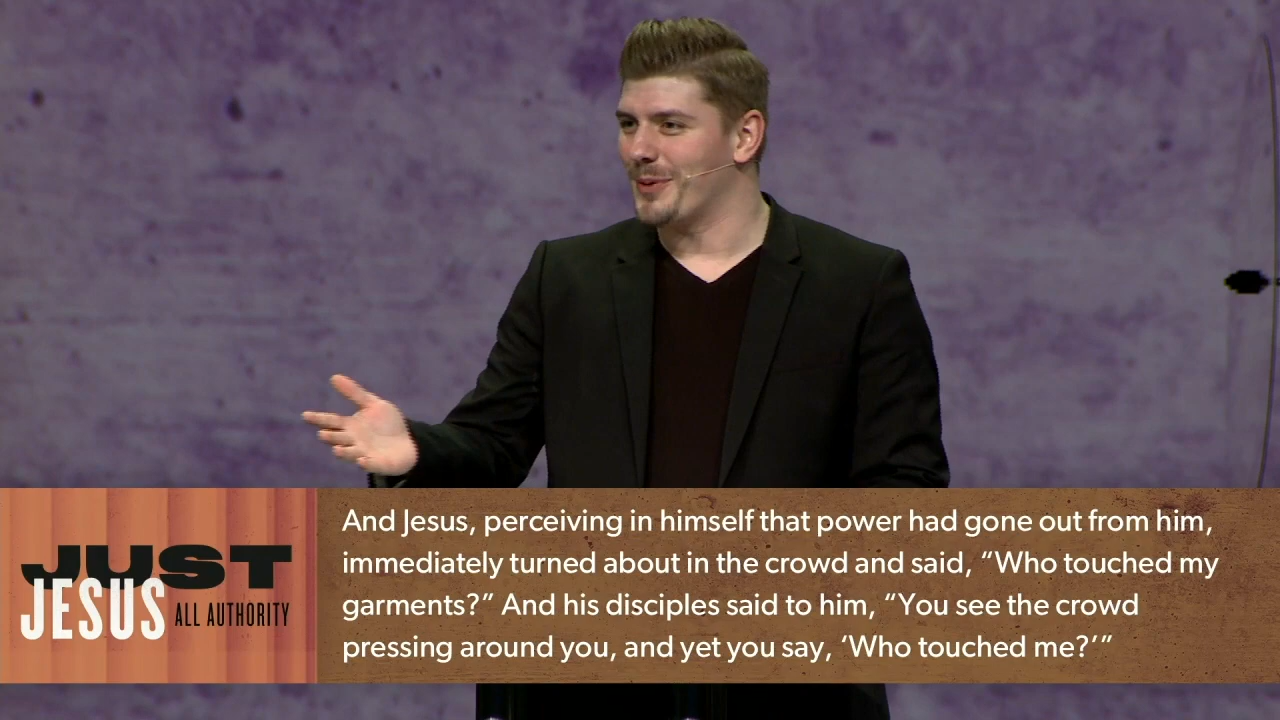 JUST
JESUS ALL AUTHORITY
And Jesus, perceiving in himself that power had gone out from him,
immediately turned about in the crowd and said, “Who touched my
garments?” And his disciples said to him, “You see the crowd
pressing around you, and yet you say, ‘Who touched me?’”